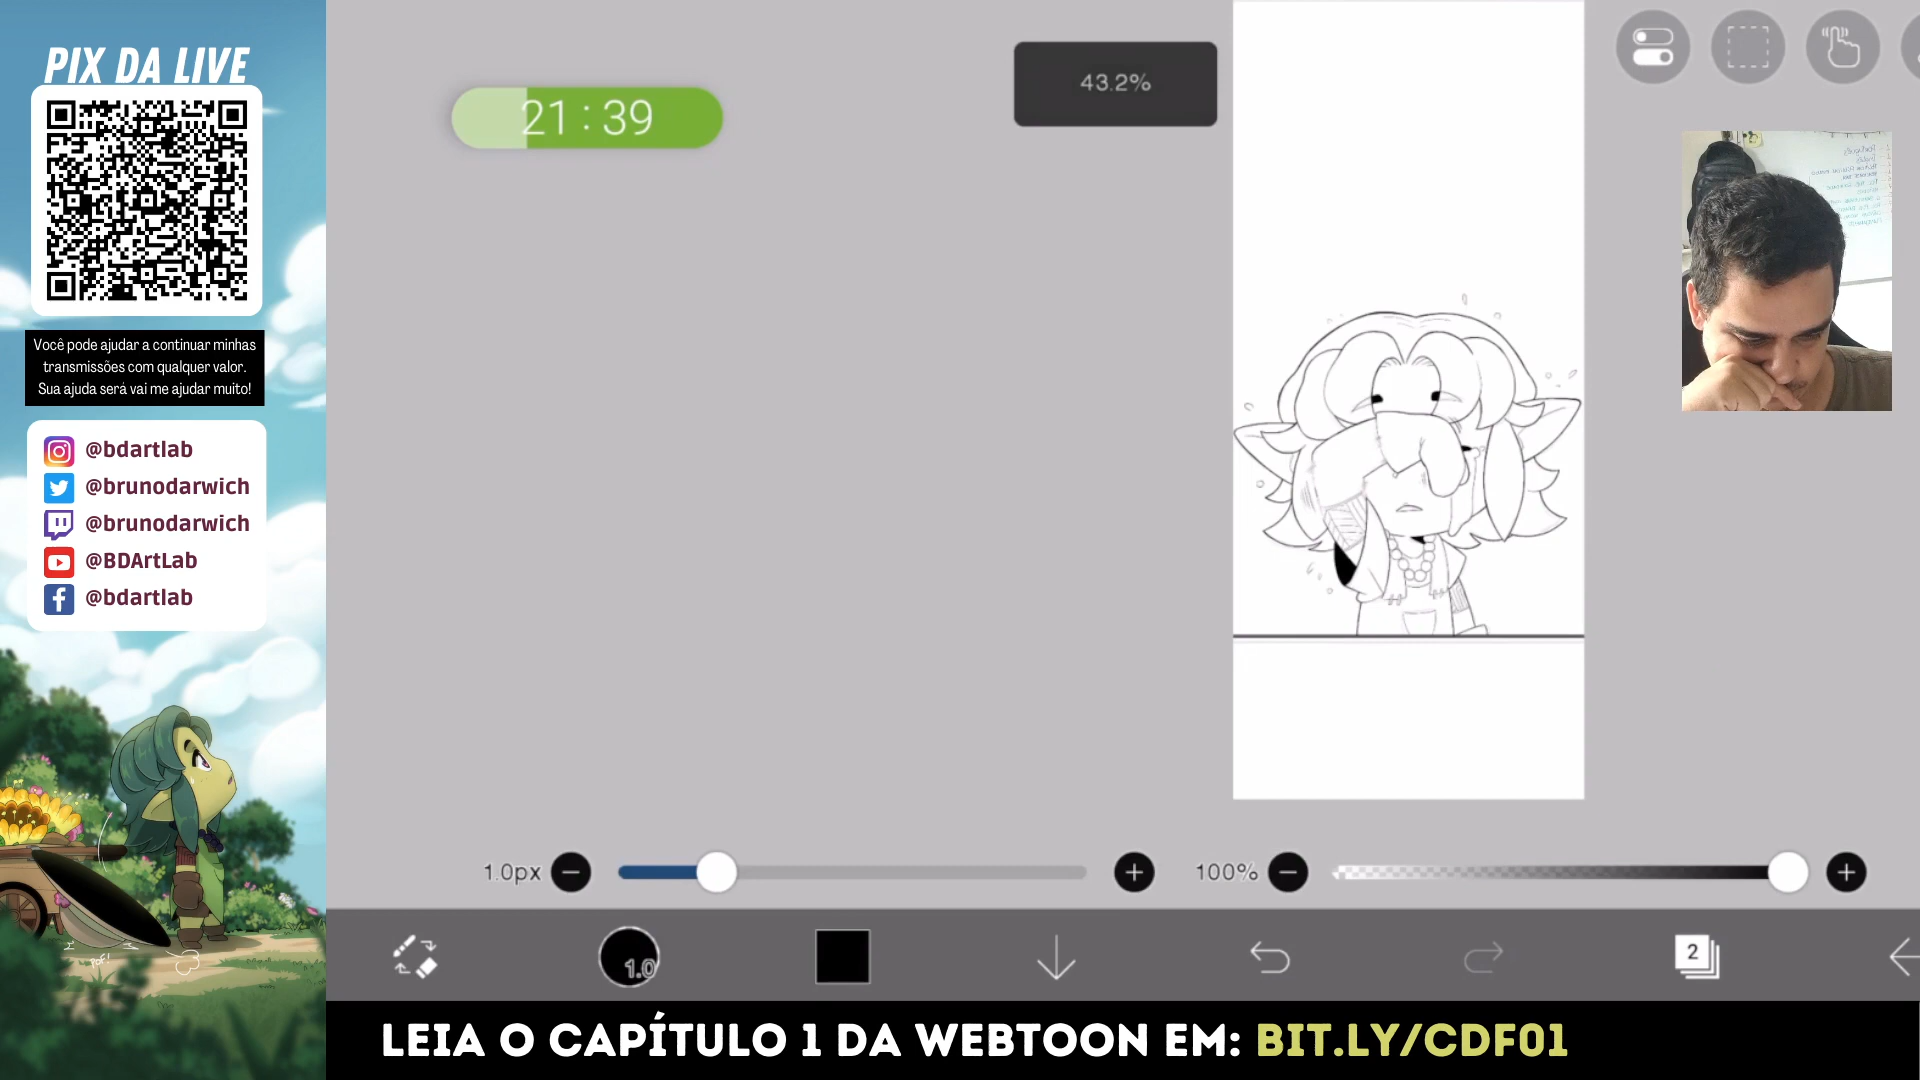 PIX DA LIVE
Você pode ajudar a continuar minhas
transmissões com qualquer valor.
Sua ajuda será vai me ajudar muito!
@bdartlab
@brunodarwich
@brunodarwich
@BDArtLab
@bdartlab
POF!
21:39
43.2%
1.0px
100%
1.0
2
LEIA O CAPÍTULO 1 DA WEBTOON EM: BIT.LY/CDF01